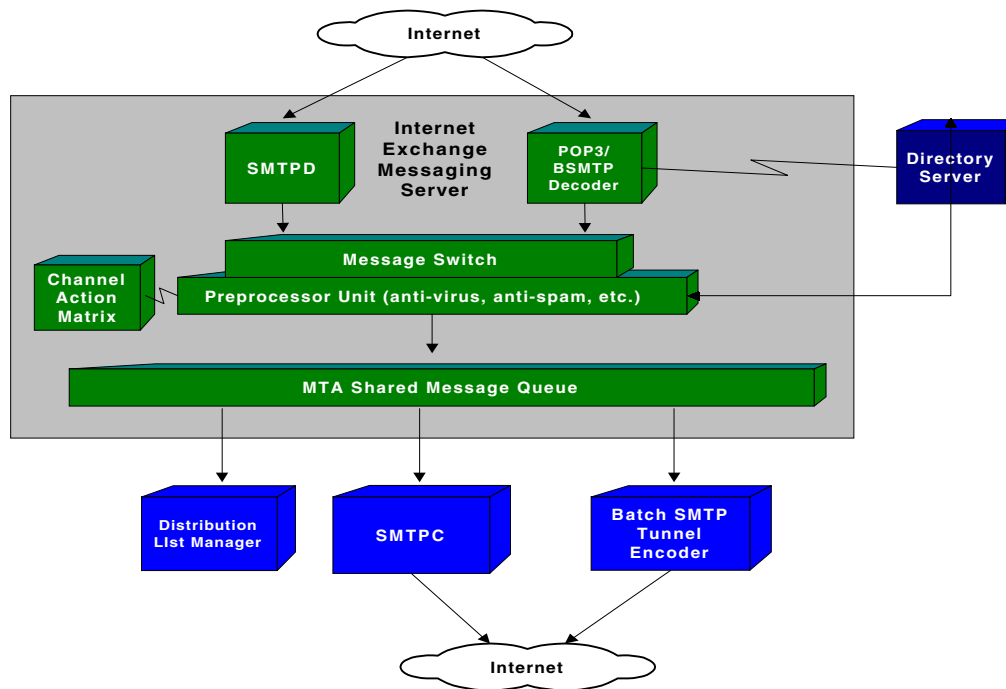 Internet
Internet
Exchange
Messaging
Server
SMTPD
POP3/
BSMTP
Decoder
Directory
Server
Message Switch
Channel
Action
Matrix
Preprocessor Unit (anti-virus, anti-spam, etc.)
MTA Shared Message Queue
Distribution
LIst Manager
SMTPC
Batch SMTP
Tunnel
Encoder
Internet